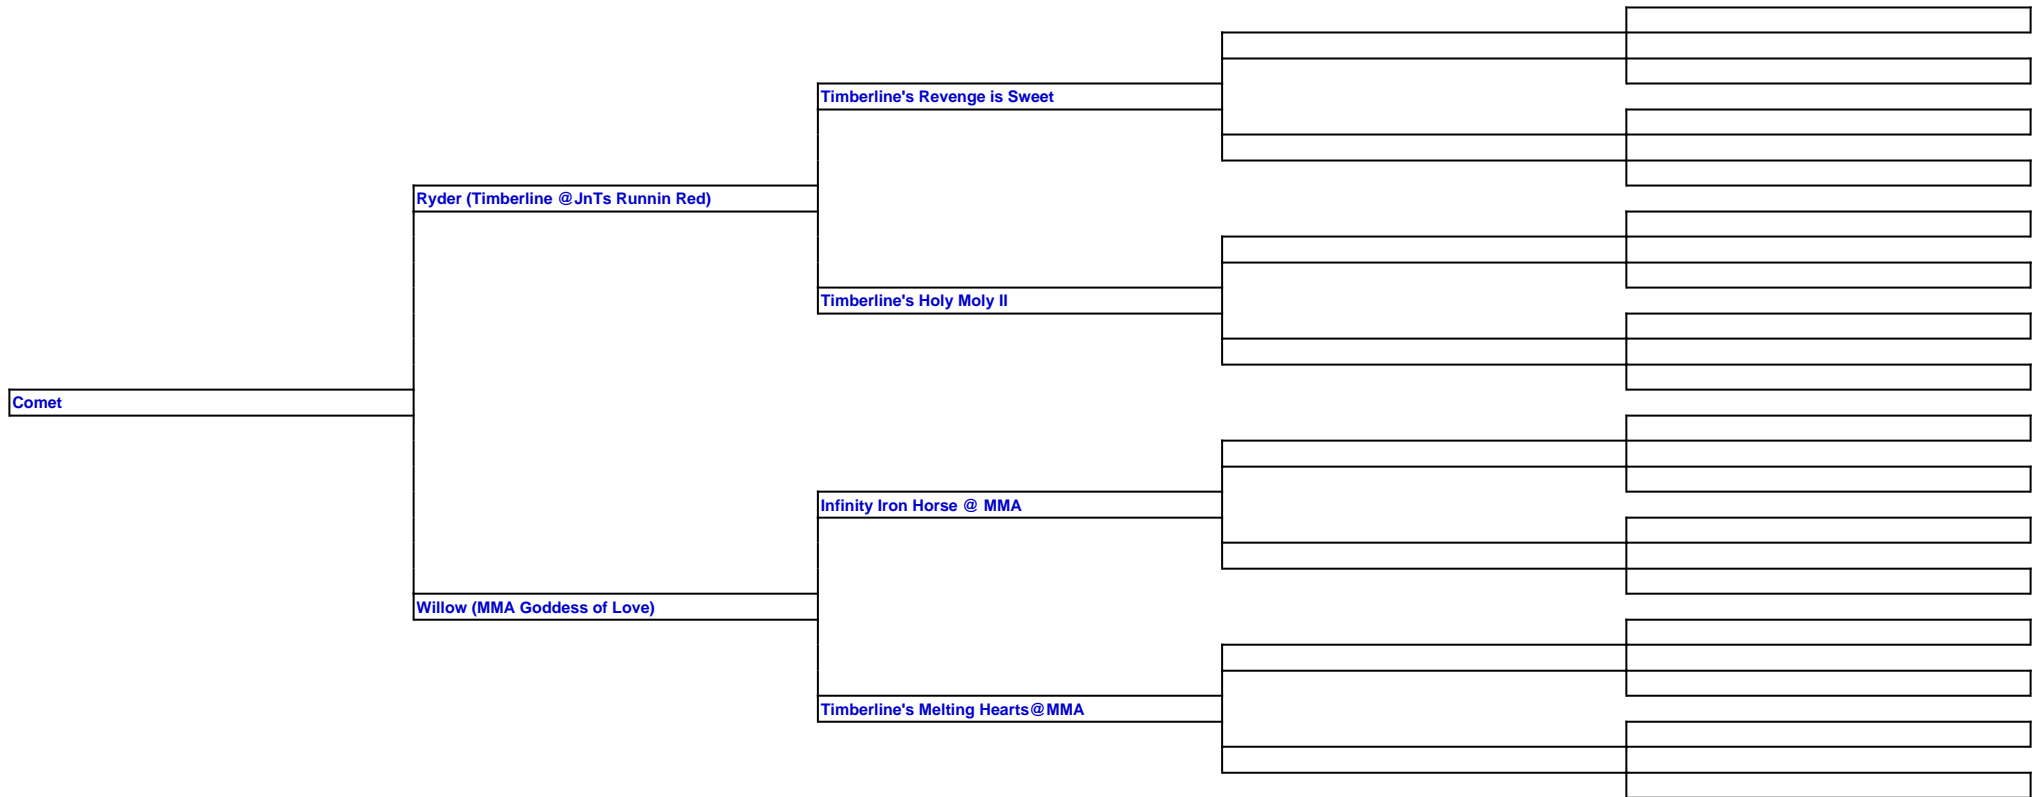 Timberline's Revenge is Sweet
Ryder (Timberline @JnTs Runnin Red)
Timberline's Holy Moly II
Comet
Infinity Iron Horse @ MMA
Willow (MMA Goddess of Love)
Timberline's Melting Hearts@MMA